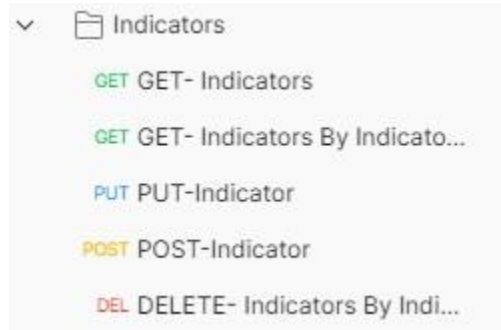 Indicators
GET GET- Indicators
GET GET- Indicators By Indicato...
PUT PUT-Indicator
POST POST-Indicator
DEL DELETE- Indicators By Indi...